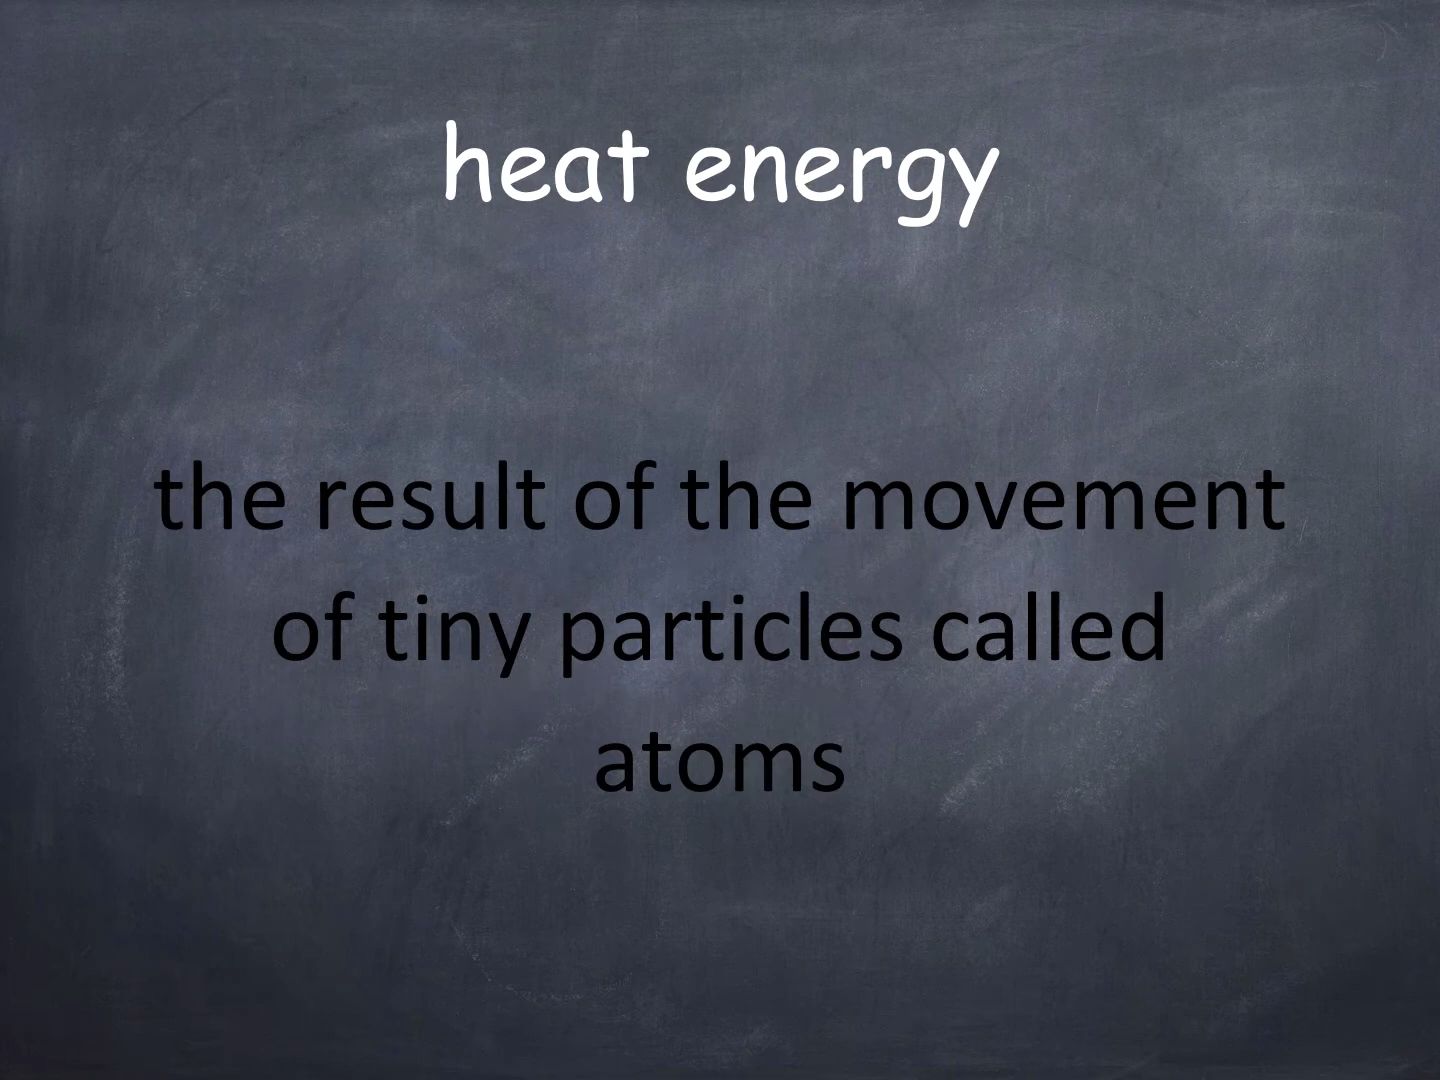 heat energy
the result of the movement
of tiny particles called
atoms